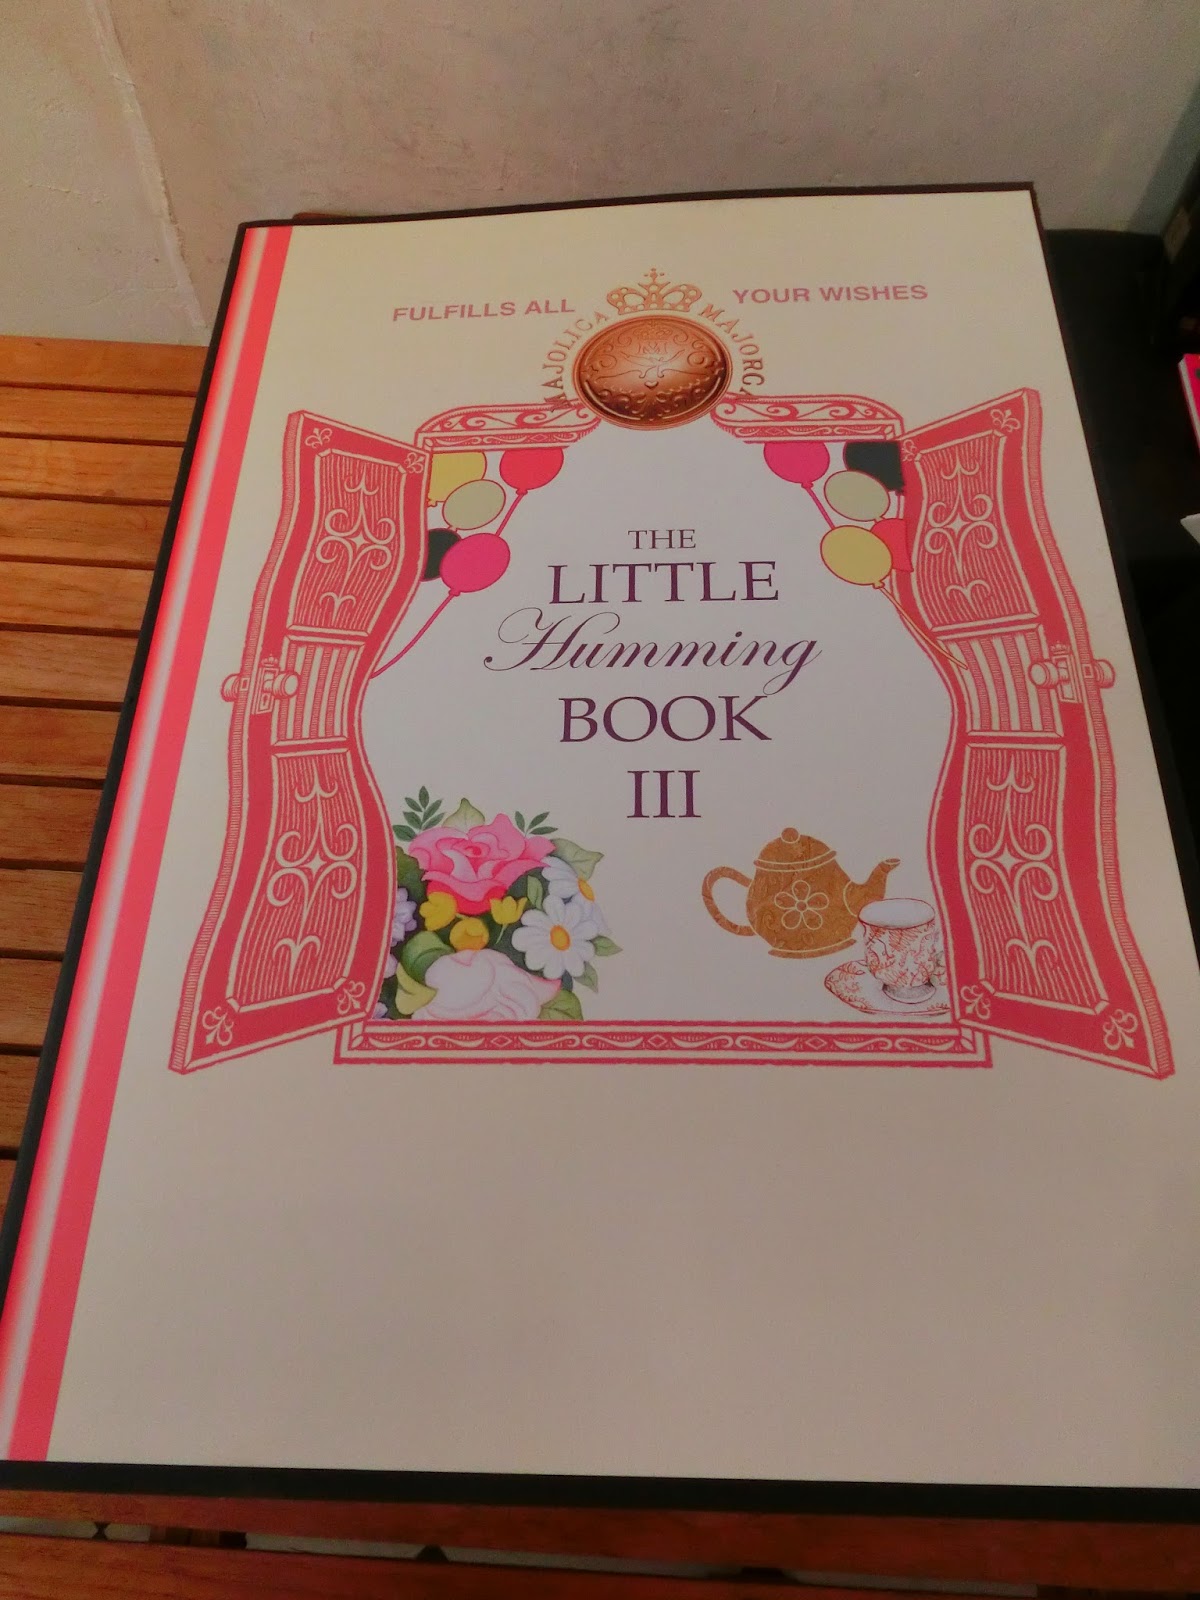 FULFILLS ALL YOUR WISHES
MAJOLICA MAJORCA
THE
LITTLE
Humming
BOOK
III